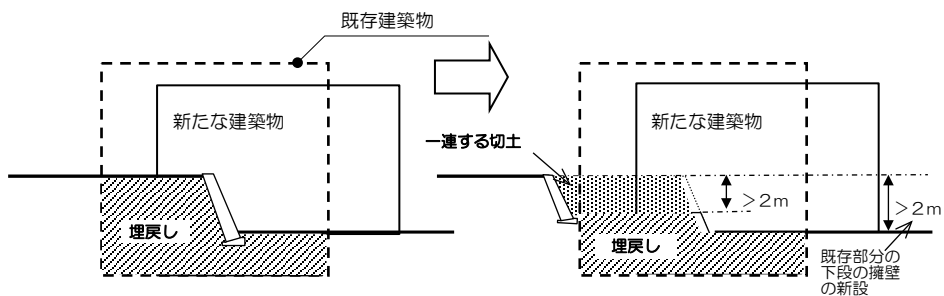 既存建築物
新たな建築物
埋戻し
一連する切土
新たな建築物
>2m
>2m
埋戻し
既存部分の
下段の擁壁
の新設